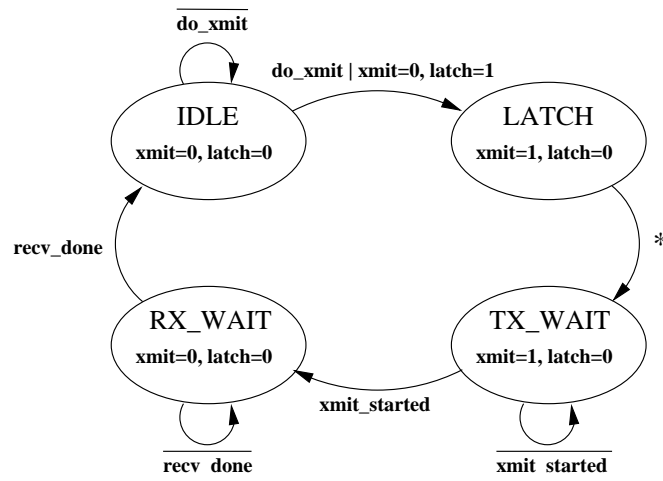 do_xmit
do_xmit | xmit=0, latch=1
IDLE
xmit=0, latch=0
LATCH
xmit=1, latch=0
recv_done
*
RX_WAIT
xmit=0, latch=0
TX_WAIT
xmit=1, latch=0
xmit_started
recv_done
xmit_started